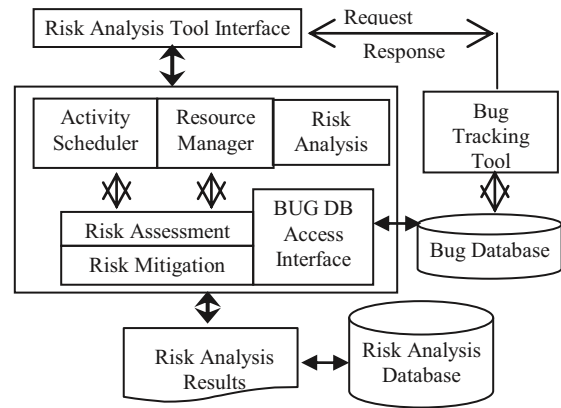 Risk Analysis Tool Interface
Request
Response
Activity
Scheduler
Resource
Manager
Risk
Analysis
Bug
Tracking
Tool
Risk Assessment
Risk Mitigation
BUG DB
Access
Interface
Bug Database
Risk Analysis
Results
Risk Analysis
Database